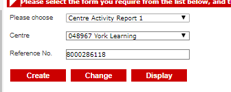 Please select the form you require from the list below, and t
Please choose Centre Activity Report 1
Centre 048967 York Learning
Reference No. 8000286118
Create Change Display